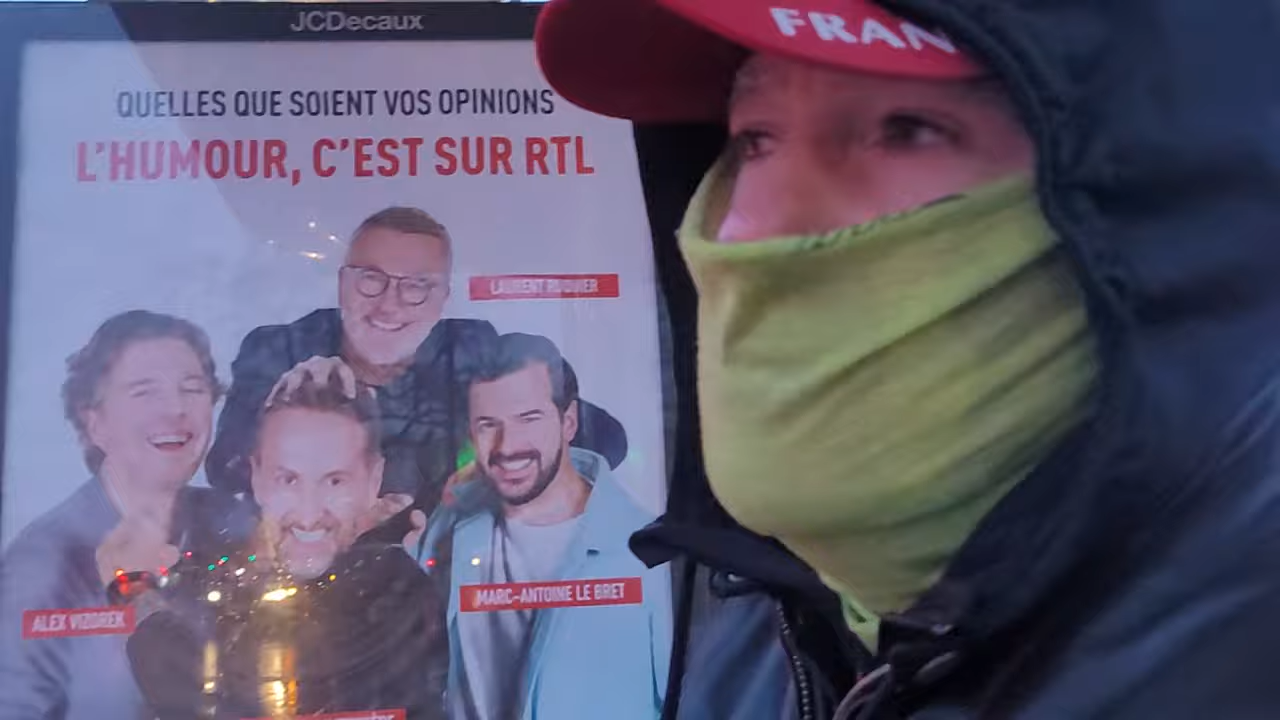 JCDecaux
QUELLES QUE SOIENT VOS OPINIONS
L'HUMOUR, C'EST SUR RTL
FRAN
LAURENT RUQUIER
MARC-ANTOINE LE BRET
ALEX VIZOREK